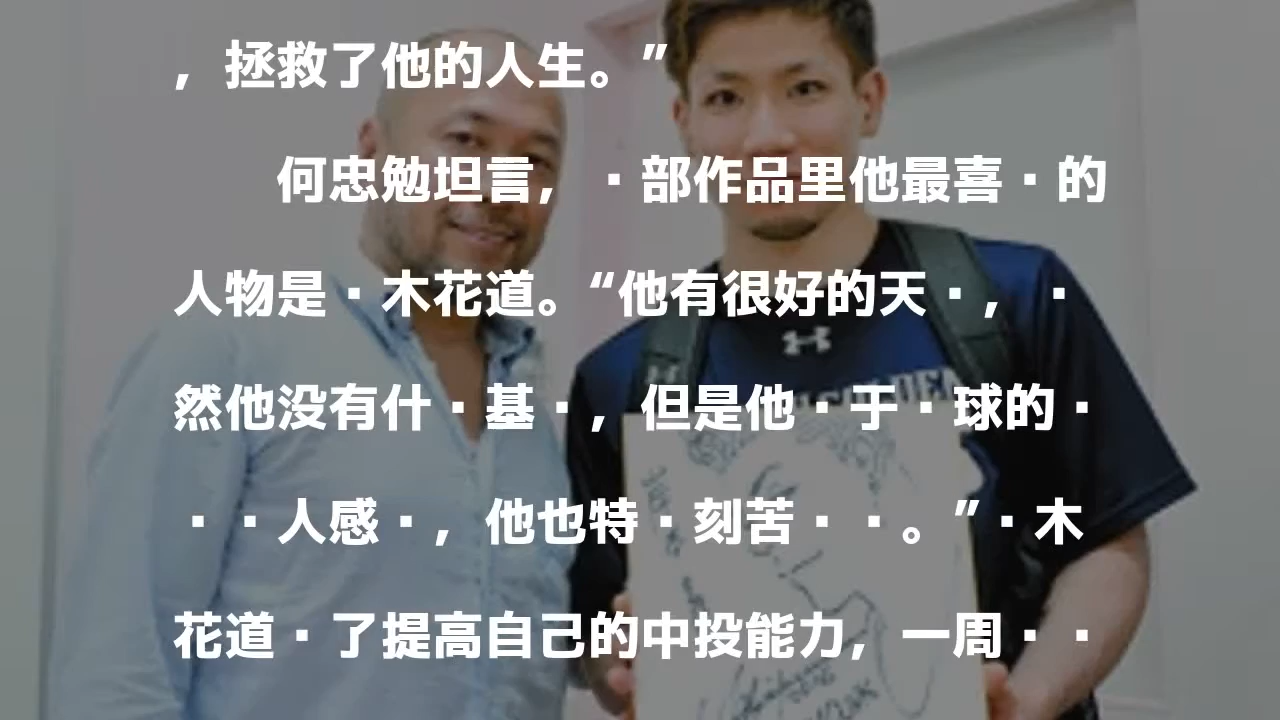 ，拯救了他的人生。”
何忠勉坦言，·部作品里他最喜·的
人物是·木花道。“他有很好的天·，·
然他没有什·基·，但是他·于·球的·
··人感·，他也特·刻苦··。”·木
花道·了提高自己的中投能力，一周··